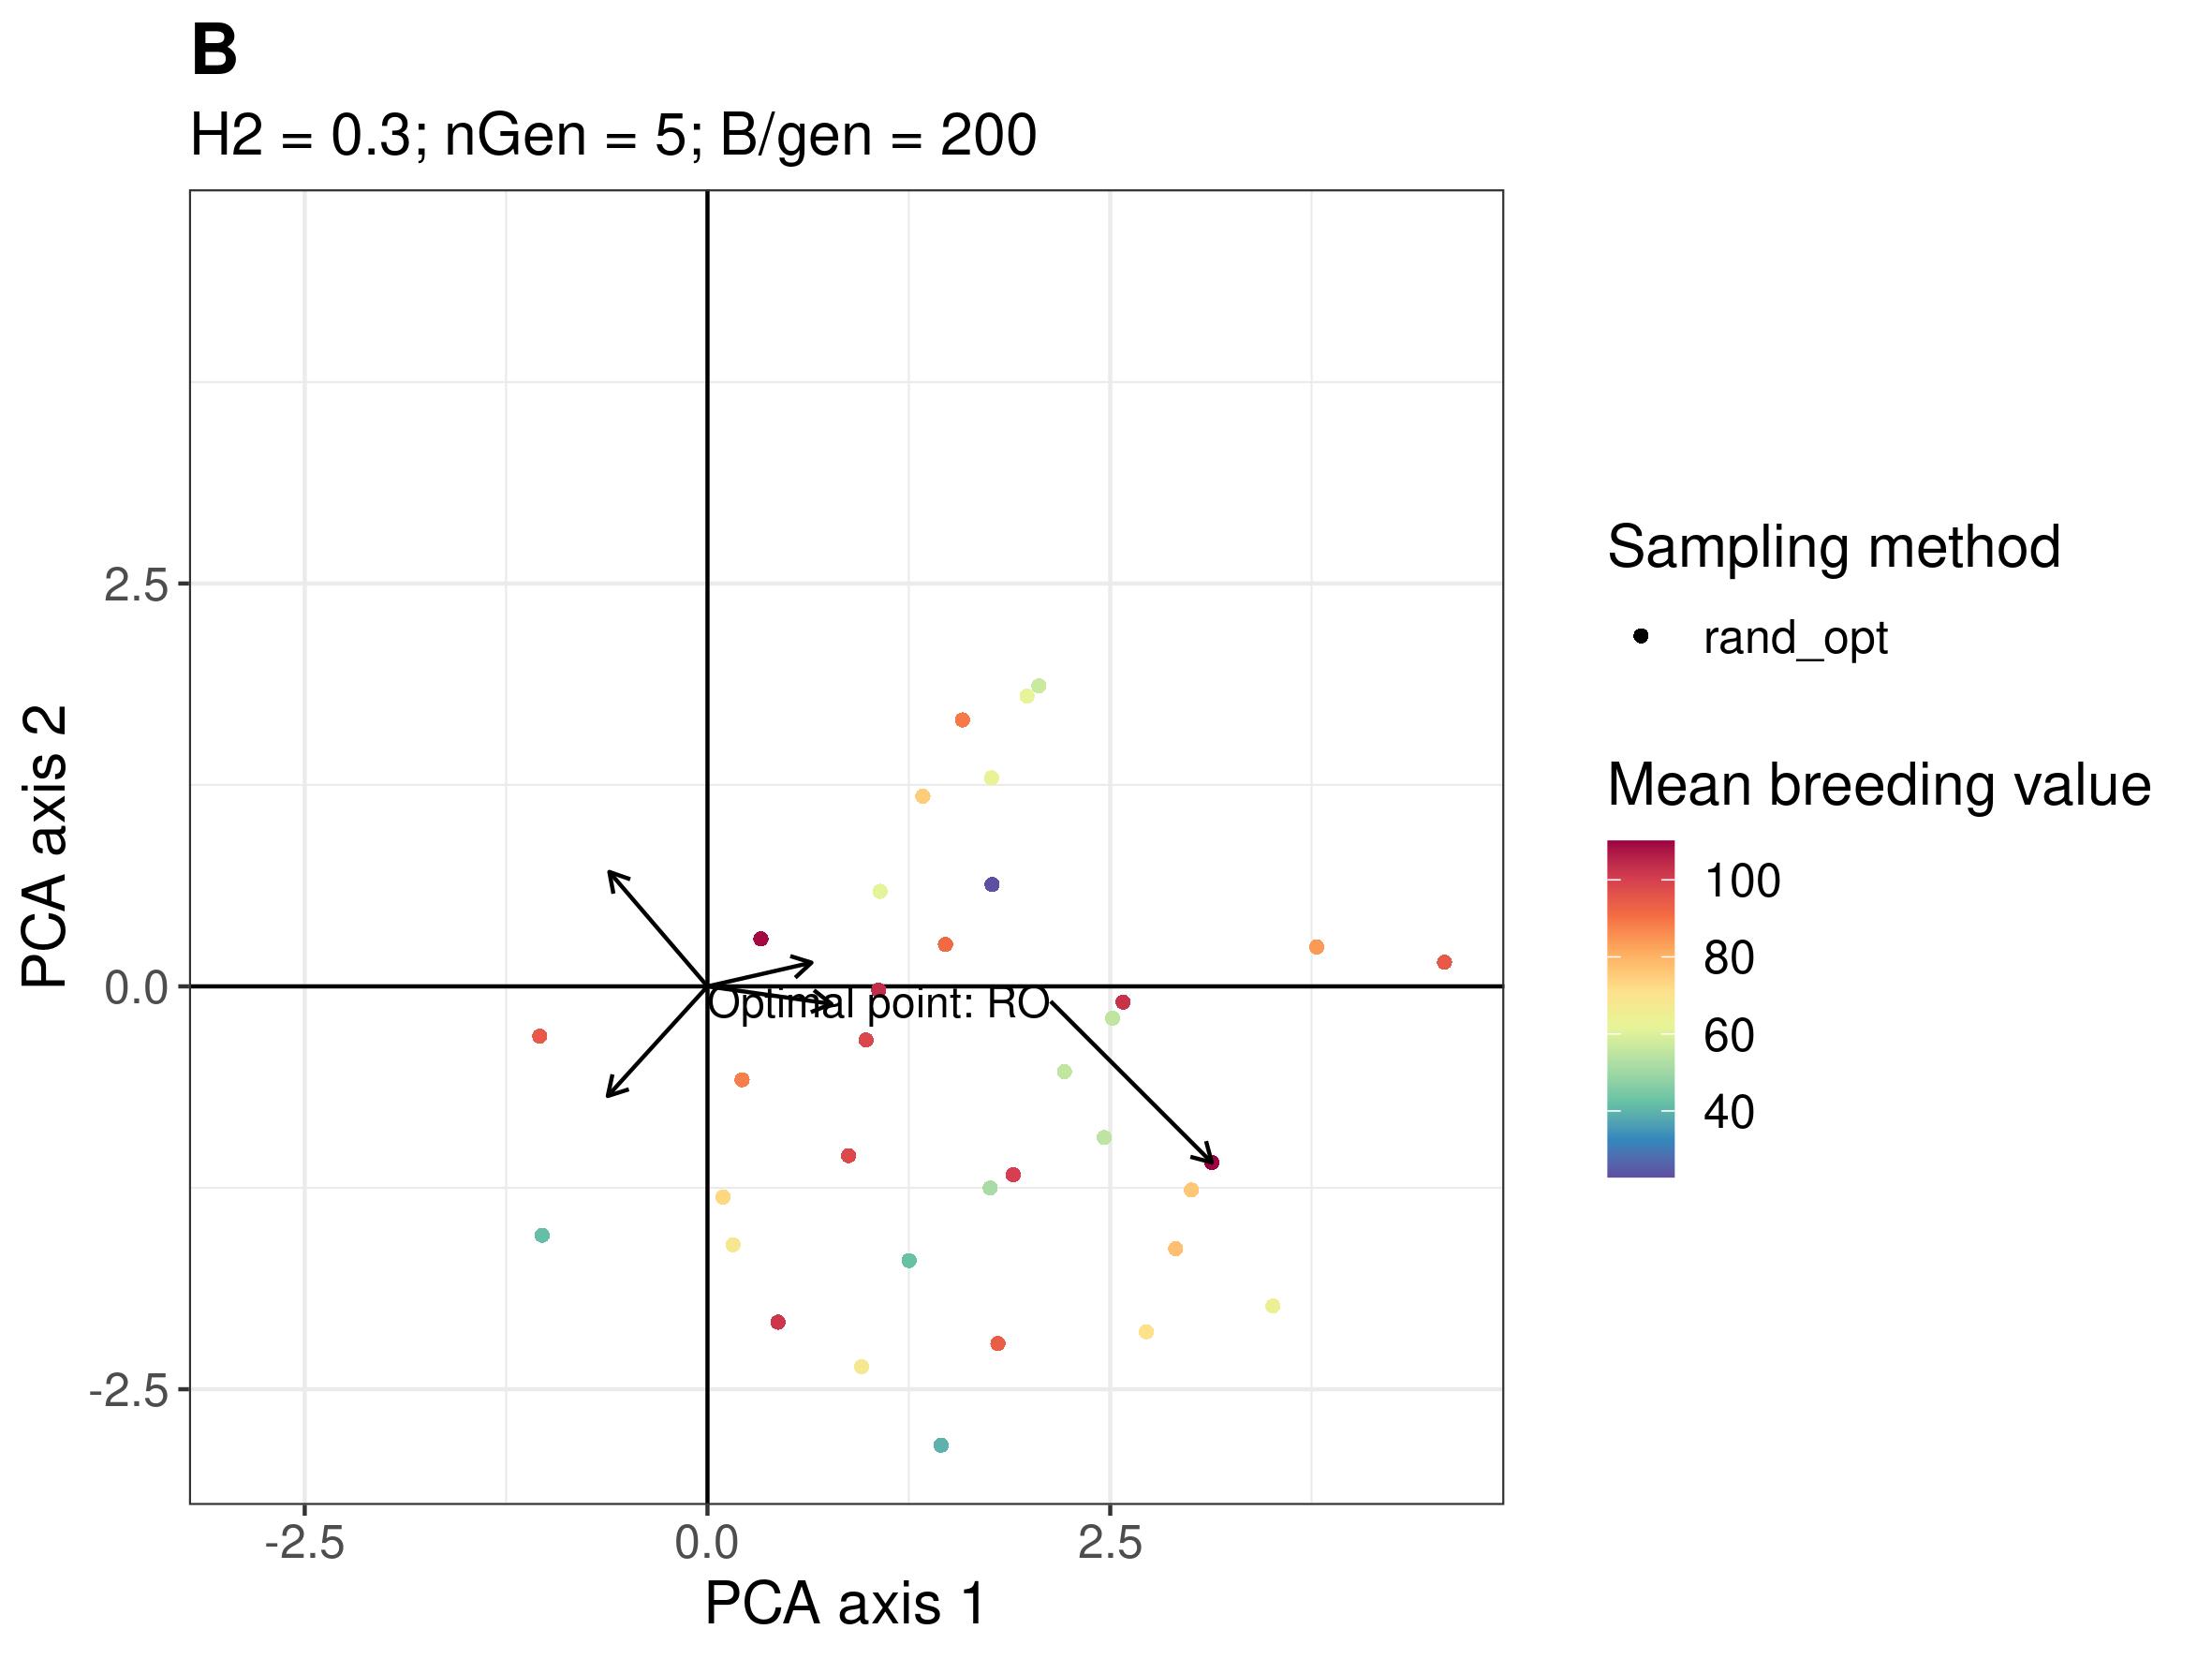 B
H2 = 0.3; nGen = 5; B/gen = 200
PCA axis 2
2.5
0.0
-2.5
Optimal point: RO
-2.5
0.0
2.5
PCA axis 1
Sampling method
rand_opt
Mean breeding value
100
80
60
40